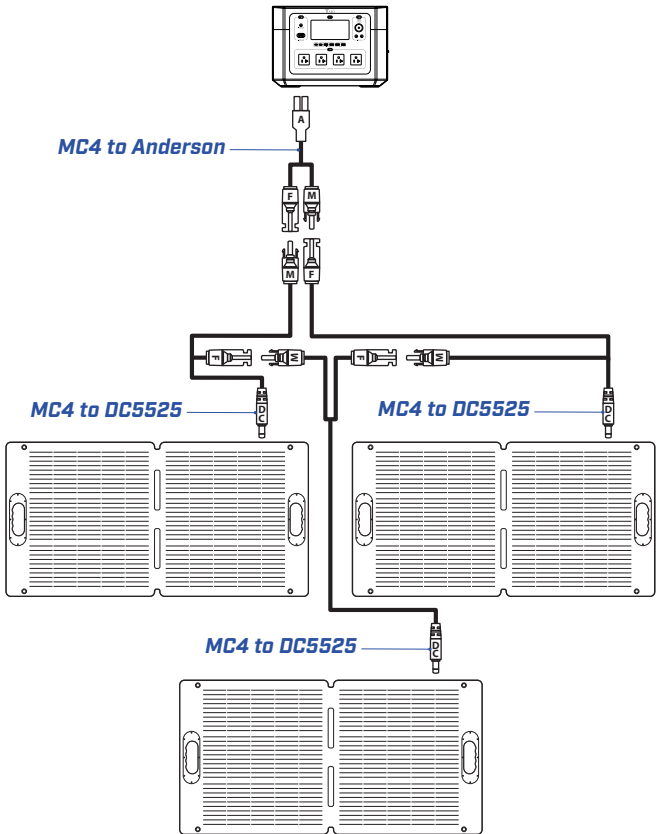 A
MC4 to Anderson
F M
M F
F M F M
DC DC
MC4 to DC5525 MC4 to DC5525
DC
MC4 to DC5525